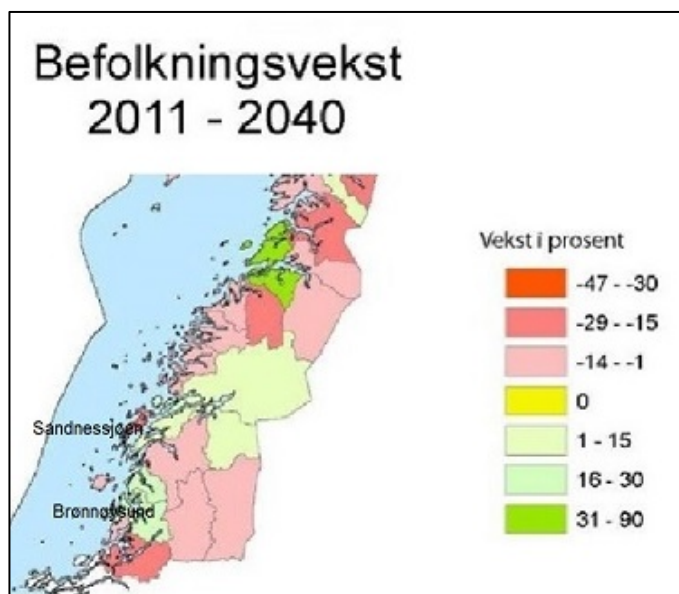 Befolkningsvekst
2011 - 2040
Vekst i prosent
-47 - -30
-29 - -15
-14 - -1
0
1 - 15
16 - 30
31 - 90
Sandnessjøen
Brønnøysund